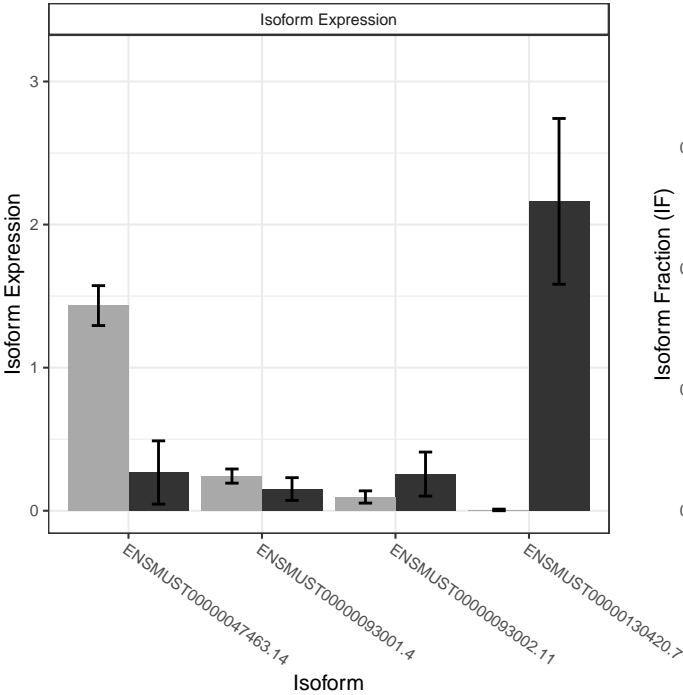 Isoform Expression
Isoform Expression
3
2
1
0
ENSMUST00000047463.14
ENSMUST00000093001.4
ENSMUST00000093002.11
ENSMUST00000130420.7
Isoform
Isoform Fraction (IF)